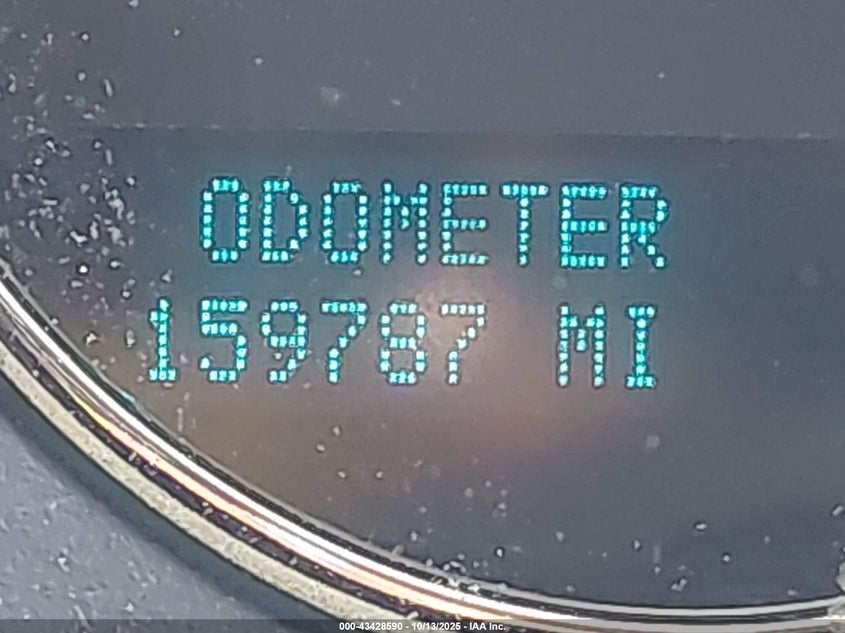 ODOMETER
159787 MI
000-43428590 - 10/13/2025 - IAA Inc.